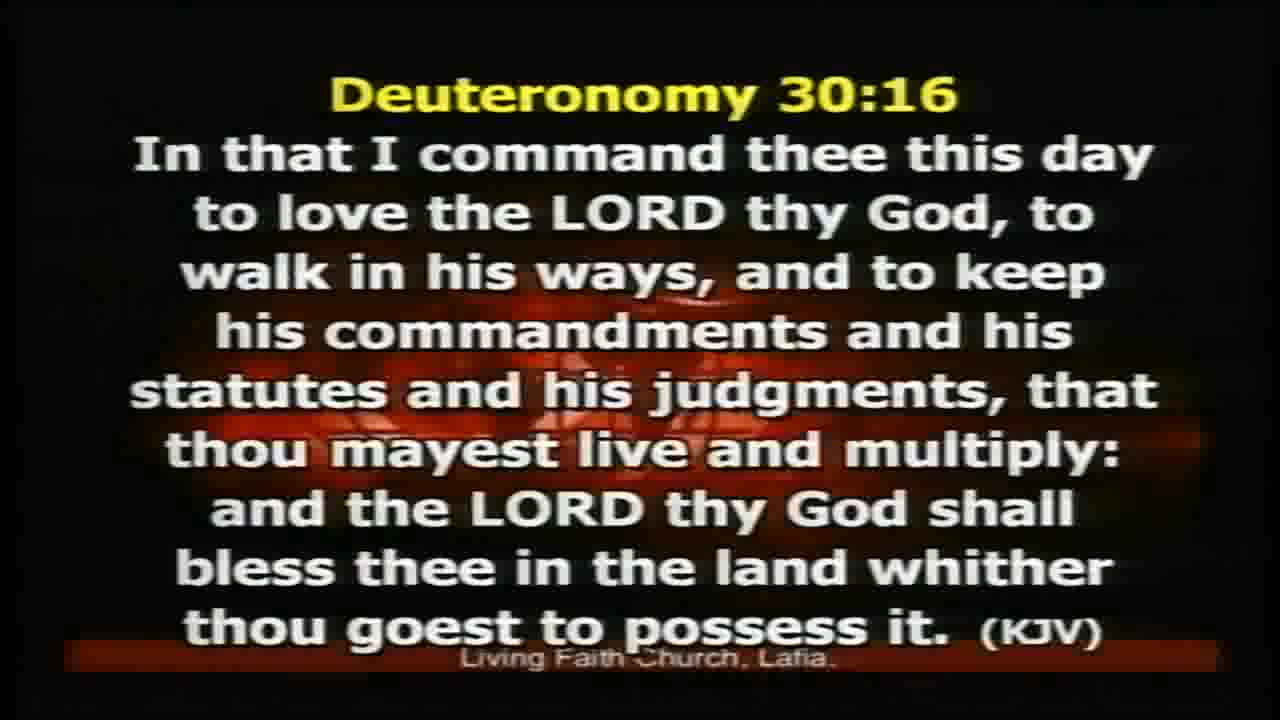 Deuteronomy 30:16
In that I command thee this day
to love the LORD thy God, to
walk in his ways, and to keep
his commandments and his
statutes and his judgments, that
thou mayest live and multiply:
and the LORD thy God shall
bless thee in the land whither
thou goest to possess it. (KJV)
Living Faith Church, Lafia.